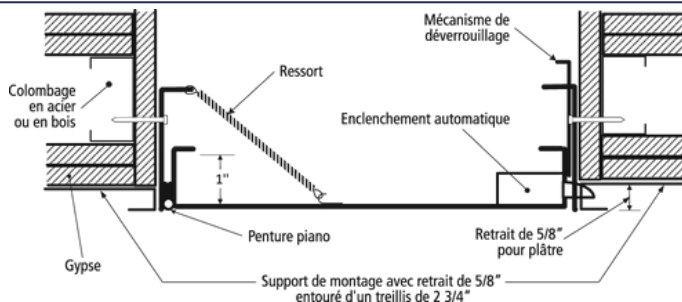 Mécanisme de
déverrouillage
Ressort
Colombage
en acier
ou en bois
Enclenchement automatique
1"
Penture piano
Retrait de 5/8"
pour plâtre
Gypse
Support de montage avec retrait de 5/8"
entouré d'un treillis de 2 3/4"